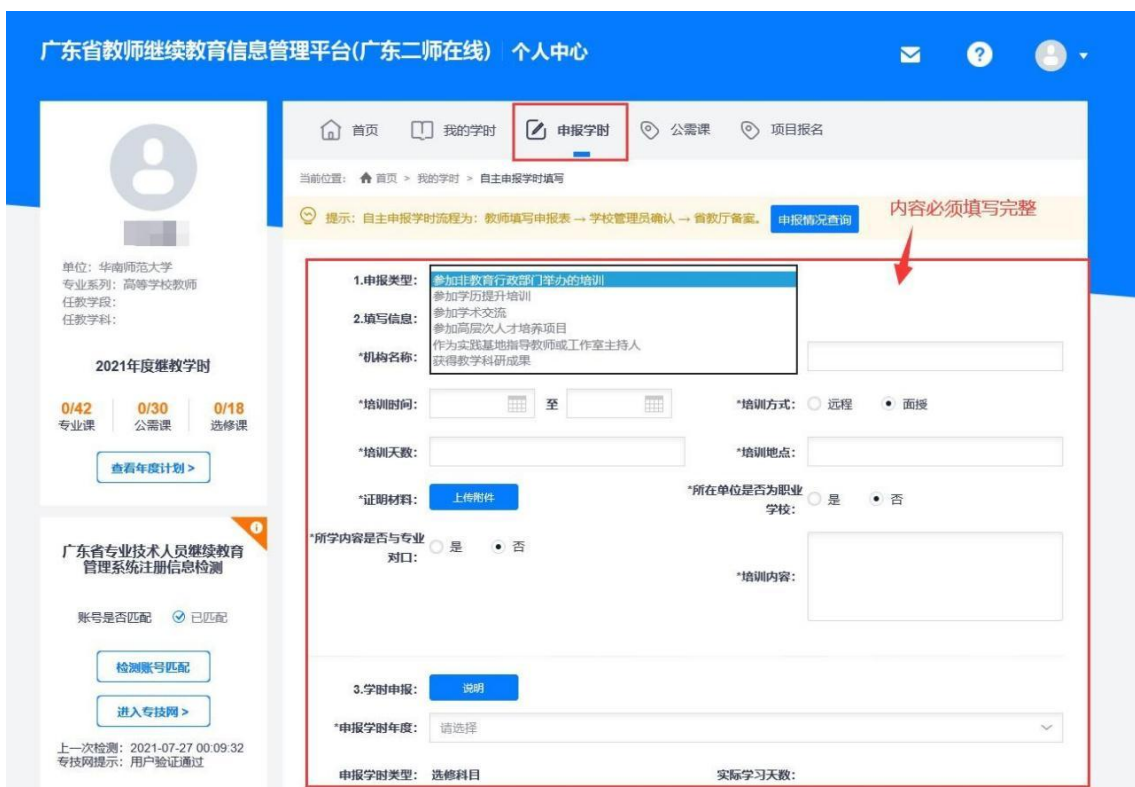 广东省教师继续教育信息管理平台(广东二师在线) 个人中心
首页 我的学时 申报学时 公需课 项目报名
当前位置: 首页 > 我的学时 > 自主申报学时填写
提示: 自主申报学时流程为: 教师填写申报表 → 学校管理员确认 → 省教厅备案。 申报情况查询
内容必须填写完整
单位: 华南师范大学
专业系列: 高等学校教师
任教学段:
任教学科:
2021年度继教学时
0/42 0/30 0/18
专业课 公需课 选修课
查看年度计划 >
广东省专业技术人员继续教育
管理系统注册信息检测
账号是否匹配 已匹配
检测账号匹配
进入专技网 >
上一次检测: 2021-07-27 00:09:32
专技网提示: 用户验证通过
1.申报类型:
参加非教育行政部门举办的培训
参加学历提升培训
参加学术交流
参加高层次人才培养项目
作为实践基地指导教师或工作室主持人
获得教学科研成果
2.填写信息:
*机构名称:
*培训时间: 至 *培训方式: 远程 面授
*培训天数: *培训地点:
*证明材料: 上传附件 *所在单位是否为职业
学校: 是 否
*所学内容是否与专业
对口: 是 否
*培训内容:
3.学时申报: 说明
*申报学时年度: 请选择
申报学时类型: 选修科目 实际学习天数: